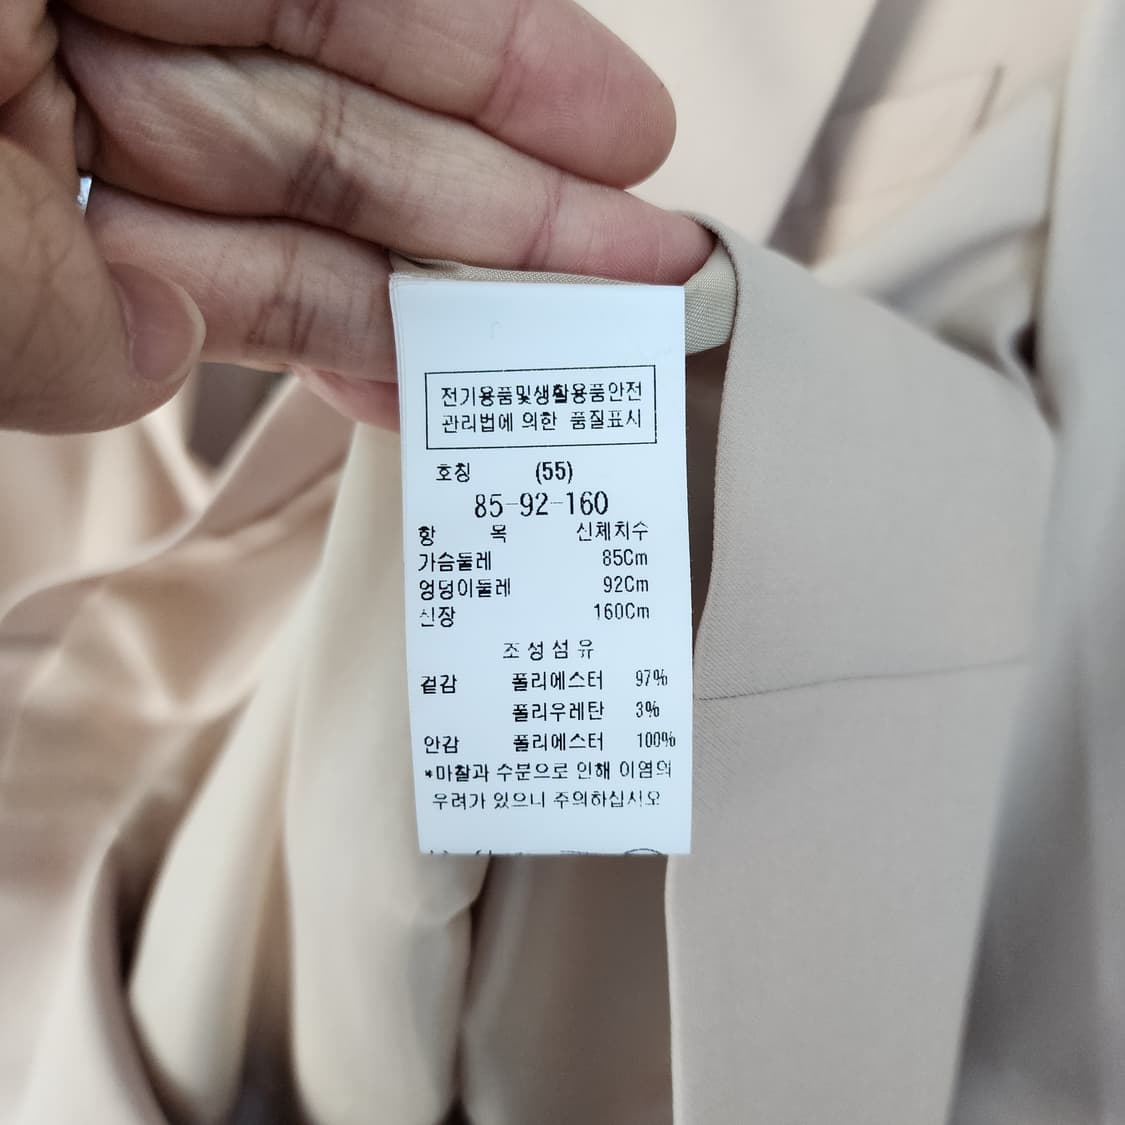 전기용품및생활용품안전
관리법에 의한 품질표시
호칭 (55)
85-92-160
항 목 신체치수
가슴둘레 85Cm
엉덩이둘레 92Cm
신장 160Cm
조성섬유
겉감 폴리에스터 97%
폴리우레탄 3%
안감 폴리에스터 100%
*마찰과 수분으로 인해 이염의
우려가 있으니 주의하십시오